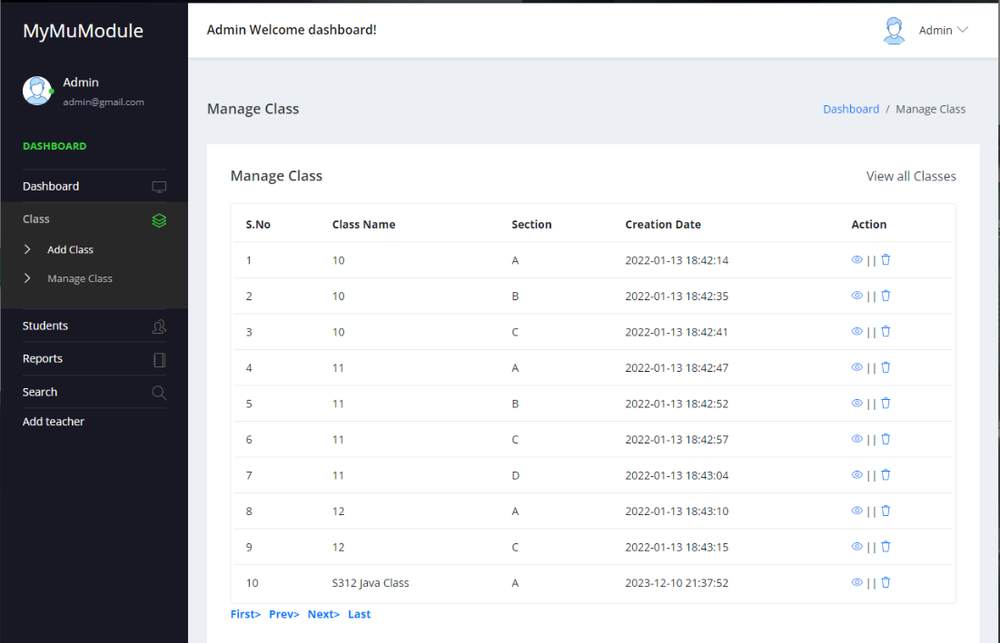 MyMuModule
Admin
admin@gmail.com
DASHBOARD
Dashboard
Class
Add Class
Manage Class
Students
Reports
Search
Add teacher
Admin Welcome dashboard!
Admin
Manage Class
Dashboard / Manage Class
Manage Class
View all Classes
S.No Class Name Section Creation Date Action
1 10 A 2022-01-13 18:42:14 ||
2 10 B 2022-01-13 18:42:35 ||
3 10 C 2022-01-13 18:42:41 ||
4 11 A 2022-01-13 18:42:47 ||
5 11 B 2022-01-13 18:42:52 ||
6 11 C 2022-01-13 18:42:57 ||
7 11 D 2022-01-13 18:43:04 ||
8 12 A 2022-01-13 18:43:10 ||
9 12 C 2022-01-13 18:43:15 ||
10 S312 Java Class A 2023-12-10 21:37:52 ||
First> Prev> Next> Last